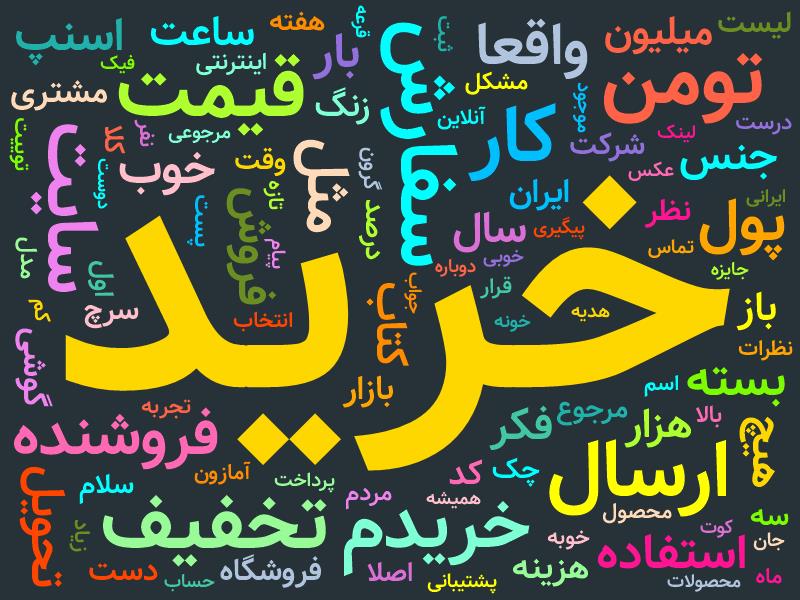 لیست
میلیون
واقعا
ثبت
قرعه
هفته
ساعت
اسنپ
بار
اینترنتی
فیک
تومن
مشکل
سفارش
قیمت
مشتری
زنگ
موجود
آنلاین
کار
درست
لینک
شرکت
مرجوعی
نفر
کلا
توییت
جنس
عکس
گرون
مثل
وقت
خوب
دوست
سایت
ایران
ایرانی
پول
نظر
سال
پیگیری
درصد
تازه
فروش
پست
تماس
خوبی
دوباره
پیام
مدل
اول
جایزه
قرار
جواب
خرید
باز
هدیه
خونه
کتاب
انتخاب
سرچ
کم
گوشی
نظرات
بسته
اسم
بازار
تجربه
بالا
مرجوع
هزار
فکر
فروشنده
هیچ
ارسال
چک
کد
آمازون
پرداخت
سلام
تحویل
مردم
همیشه
محصول
سه
کوت
جان
خریدم
تخفیف
زیاد
خوبه
استفاده
هزینه
اصلا
فروشگاه
دست
حساب
پشتیبانی
محصولات
ماه